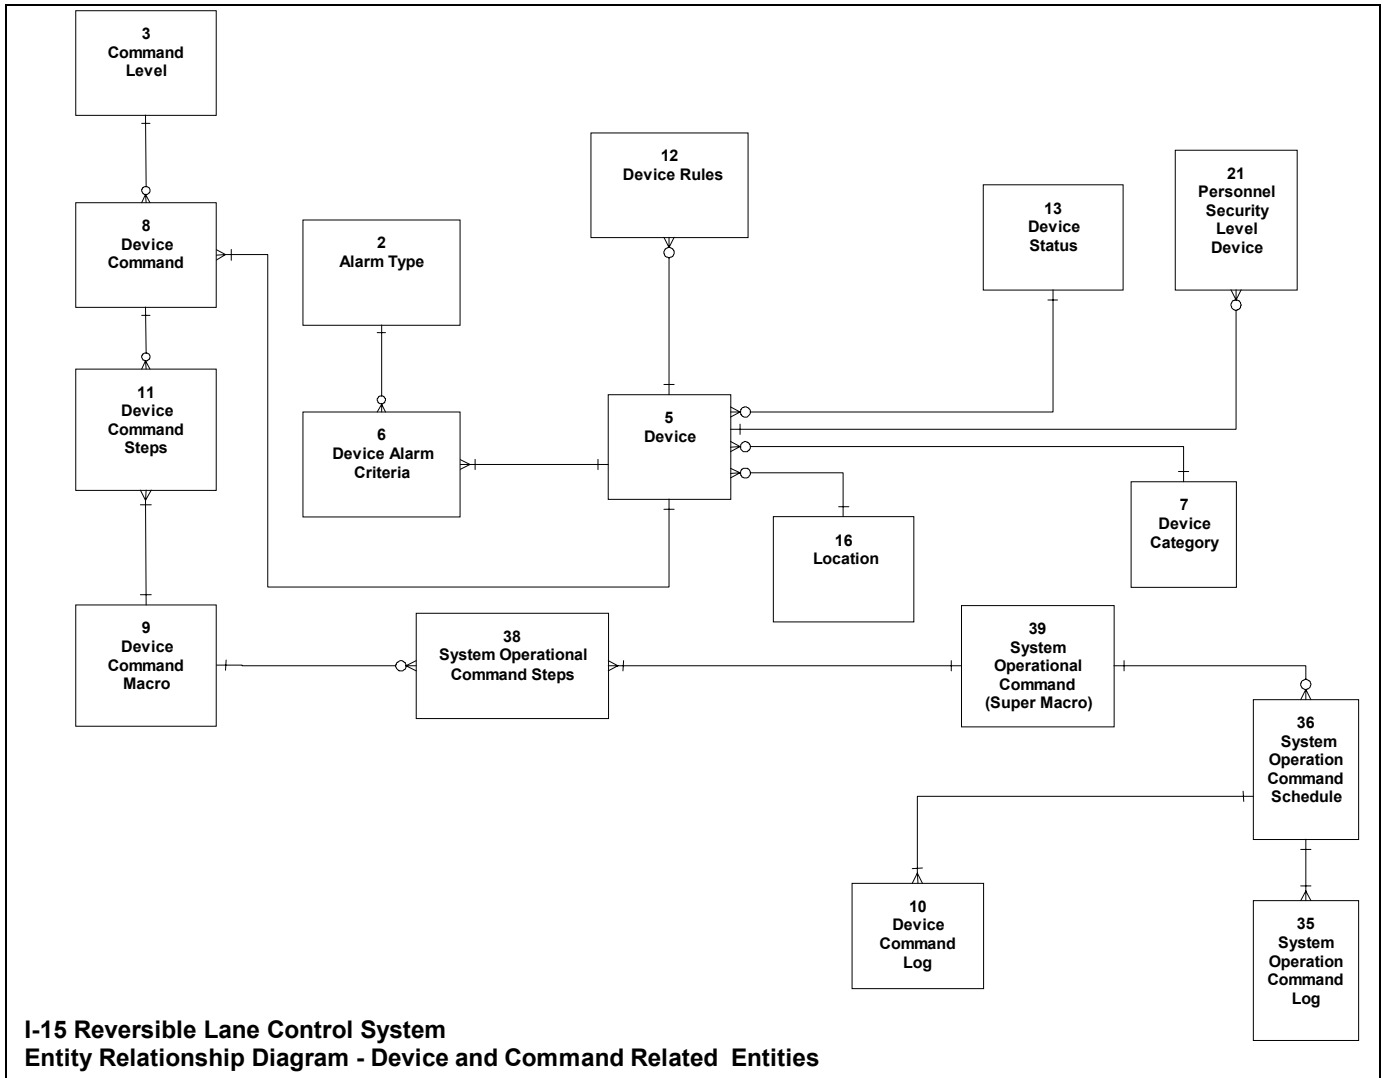 3
Command
Level
12
Device Rules
21
Personnel
Security
Level
Device
13
Device
Status
8
Device
Command
2
Alarm Type
11
Device
Command
Steps
6
Device Alarm
Criteria
5
Device
7
Device
Category
16
Location
9
Device
Command
Macro
38
System Operational
Command Steps
39
System
Operational
Command
(Super Macro)
36
System
Operation
Command
Schedule
10
Device
Command
Log
35
System
Operation
Command
Log
I-15 Reversible Lane Control System
Entity Relationship Diagram - Device and Command Related Entities